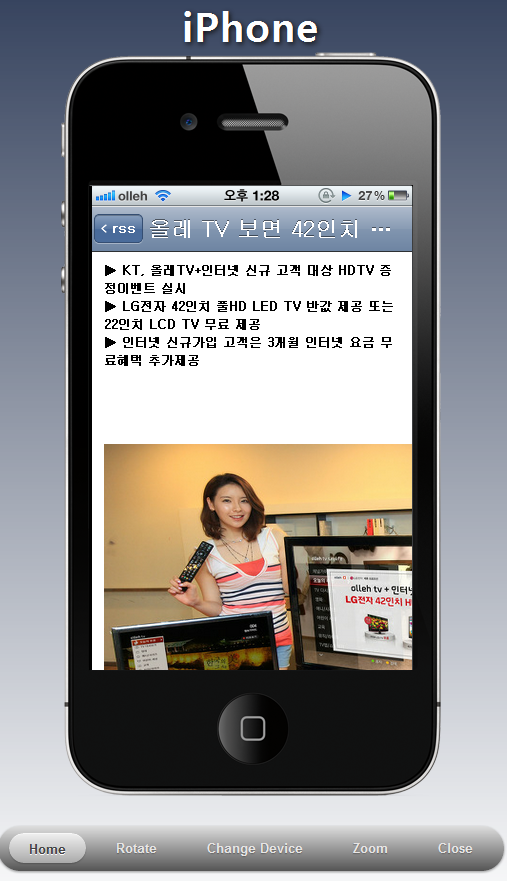 iPhone
olleh 오후 1:28 27%
rss 올레 TV 보면 42인치 ...
▶ KT, 올레TV+인터넷 신규 고객 대상 HDTV 증
정이벤트 실시
▶ LG전자 42인치 풀HD LED TV 반값 제공 또는
22인치 LCD TV 무료 제공
▶ 인터넷 신규가입 고객은 3개월 인터넷 요금 무
료혜먹 추가제공
olleh tv + 인터넷
LG전자 42인치 H
Home Rotate Change Device Zoom Close